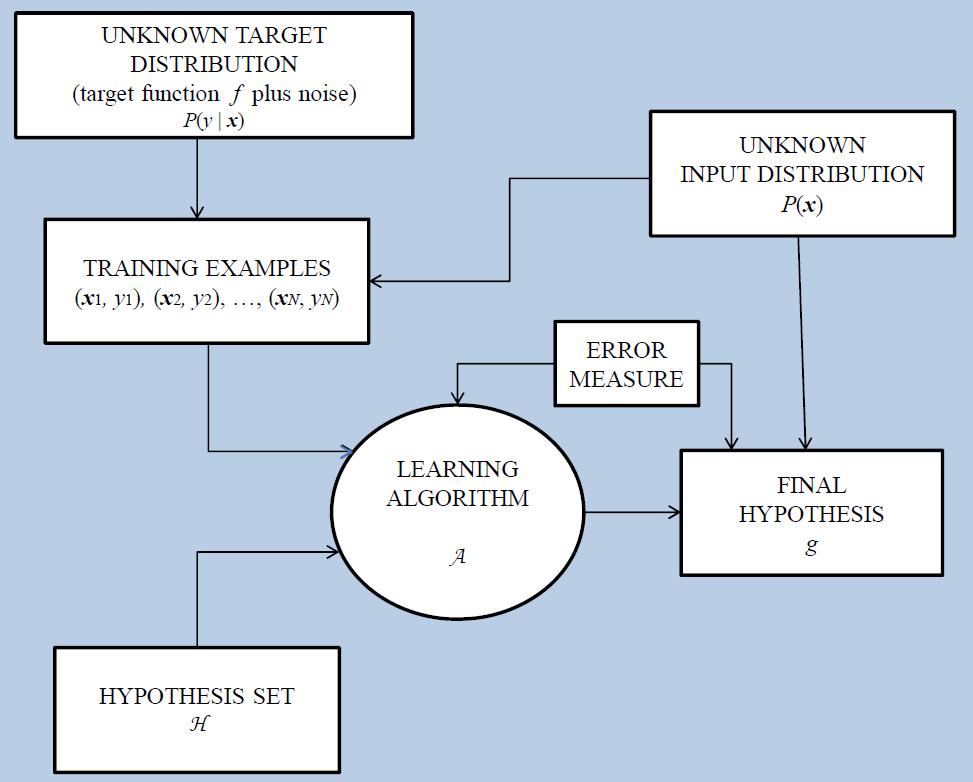 UNKNOWN TARGET
DISTRIBUTION
(target function f plus noise)
P(y | x)
UNKNOWN
INPUT DISTRIBUTION
P(x)
TRAINING EXAMPLES
(x1, y1), (x2, y2), …, (xN, yN)
ERROR
MEASURE
LEARNING
ALGORITHM
𝒜
FINAL
HYPOTHESIS
g
HYPOTHESIS SET
ℋ